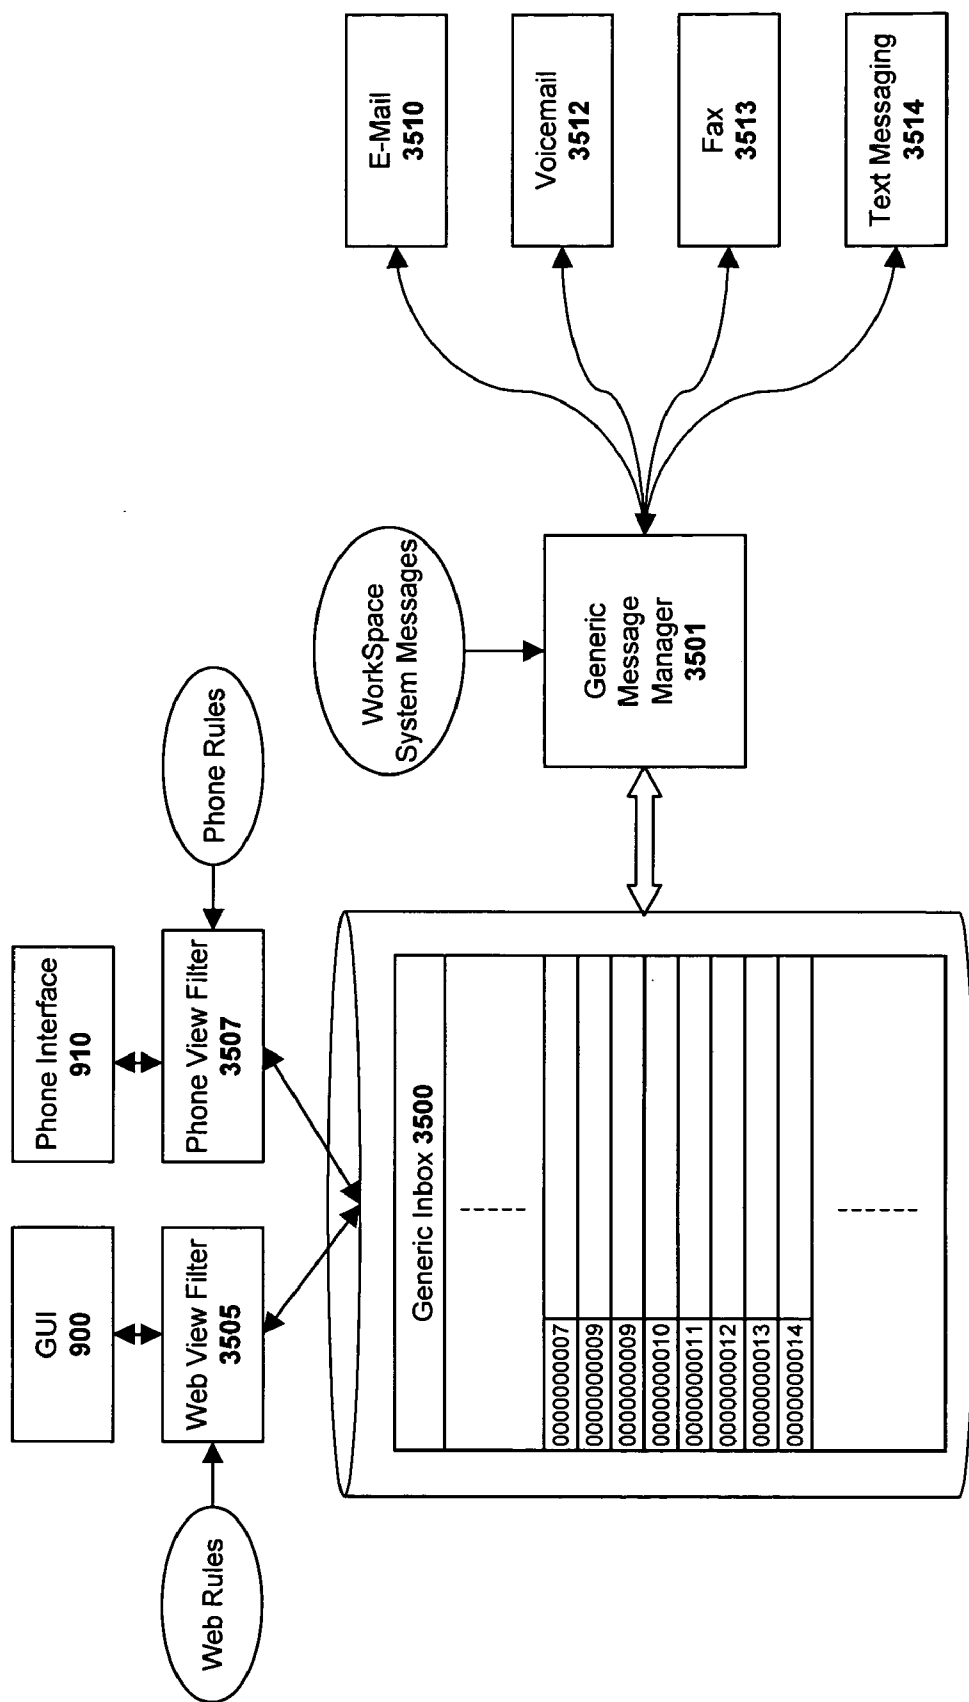 GUI
900
Phone Interface
910
Web Rules
Web View Filter
3505
Phone View Filter
3507
Phone Rules
Generic Inbox 3500
0000000007
0000000009
0000000009
0000000010
0000000011
0000000012
0000000013
0000000014
WorkSpace
System Messages
Generic
Message
Manager
3501
E-Mail
3510
Voicemail
3512
Fax
3513
Text Messaging
3514